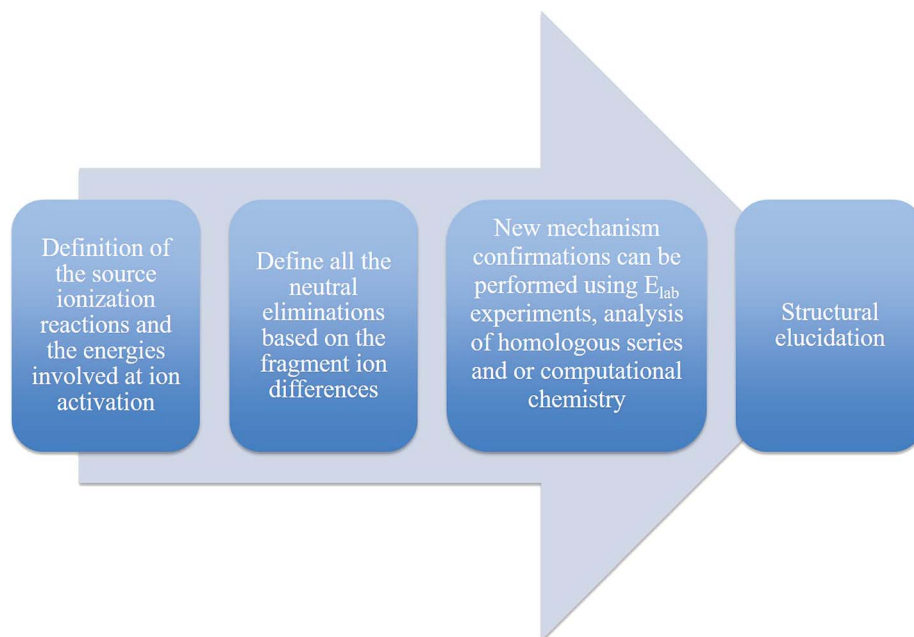 Definition of
the source
ionization
reactions and
the energies
involved at ion
activation
Define all the
neutral
eliminations
based on the
fragment ion
differences
New mechanism
confirmations can be
performed using Elab
experiments, analysis
of homologous series
and or computational
chemistry
Structural
elucidation